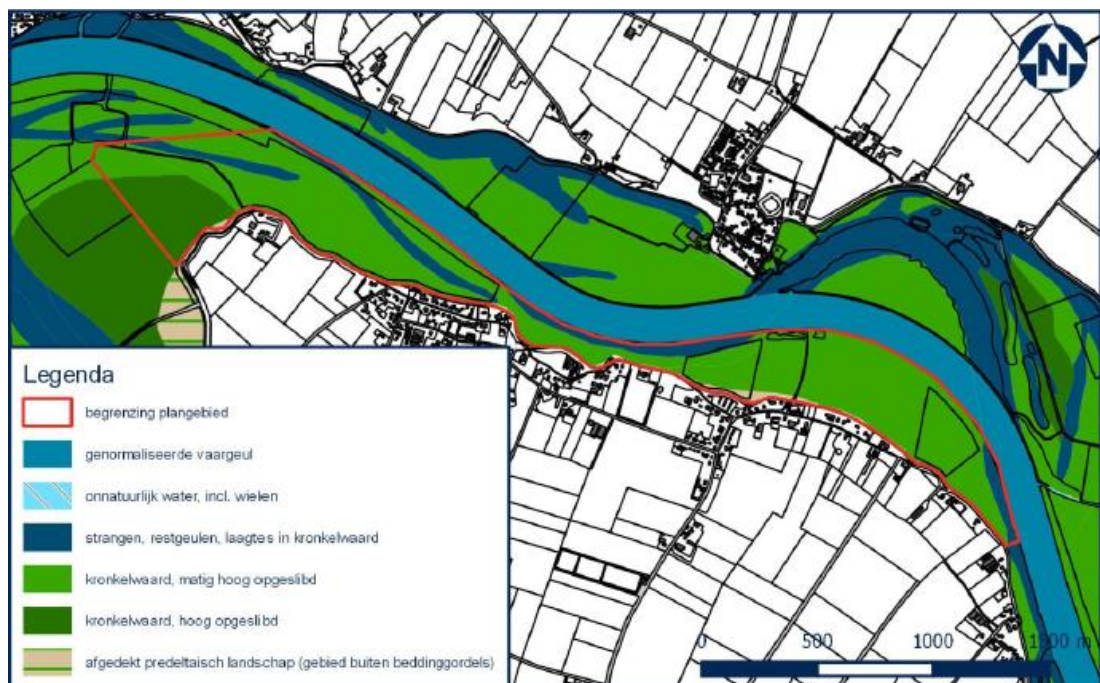 N
Legenda
begrenzing plangebied
genormaliseerde vaargeul
onnatuurlijk water, incl. wielen
strangen, restgeulen, laagtes in kronkelwaard
kronkelwaard, matig hoog opgeslibd
kronkelwaard, hoog opgeslibd
afgedekt predeltaisch landschap (gebied buiten beddinggordels)
0 500 1000 1500 m